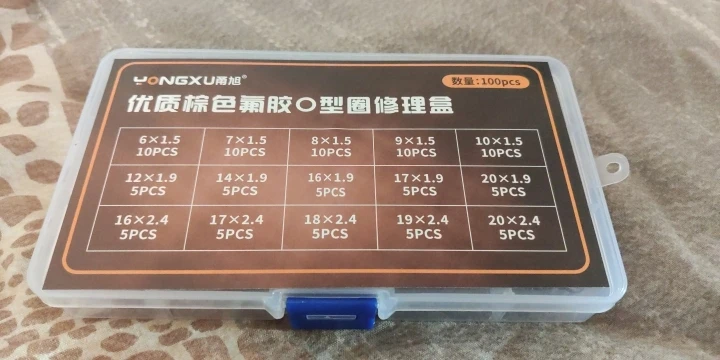 YONGXU甬旭®
数量:100pcs
优质棕色氟胶O型圈修理盒
6×1.5 7×1.5 8×1.5 9×1.5 10×1.5
10PCS 10PCS 10PCS 10PCS 10PCS
12×1.9 14×1.9 16×1.9 17×1.9 20×1.9
5PCS 5PCS 5PCS 5PCS 5PCS
16×2.4 17×2.4 18×2.4 19×2.4 20×2.4
5PCS 5PCS 5PCS 5PCS 5PCS